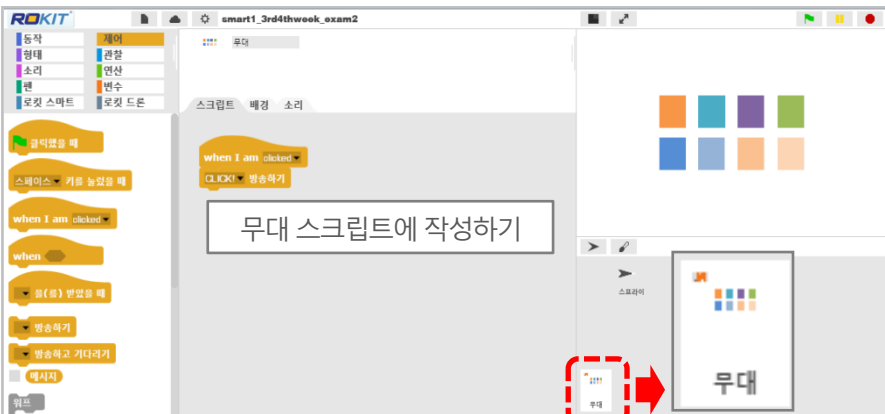 ROKIT
smart1_3rd4thweek_exam2
동작
제어
형태
관찰
소리
연산
펜
변수
로킷 스마트
로킷 드론
무대
스크립트
배경
소리
클릭했을 때
스페이스 키를 눌렀을 때
when I am clicked
when
을(를) 받았을 때
방송하기
방송하고 기다리기
메시지
워프
when I am clicked
CLICK! 방송하기
무대 스크립트에 작성하기
스프라이
무대
무대